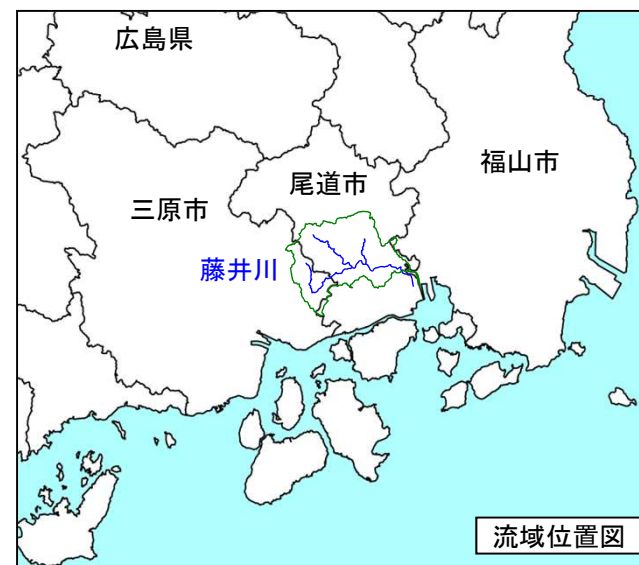 広島県
福山市
尾道市
三原市
藤井川
流域位置図